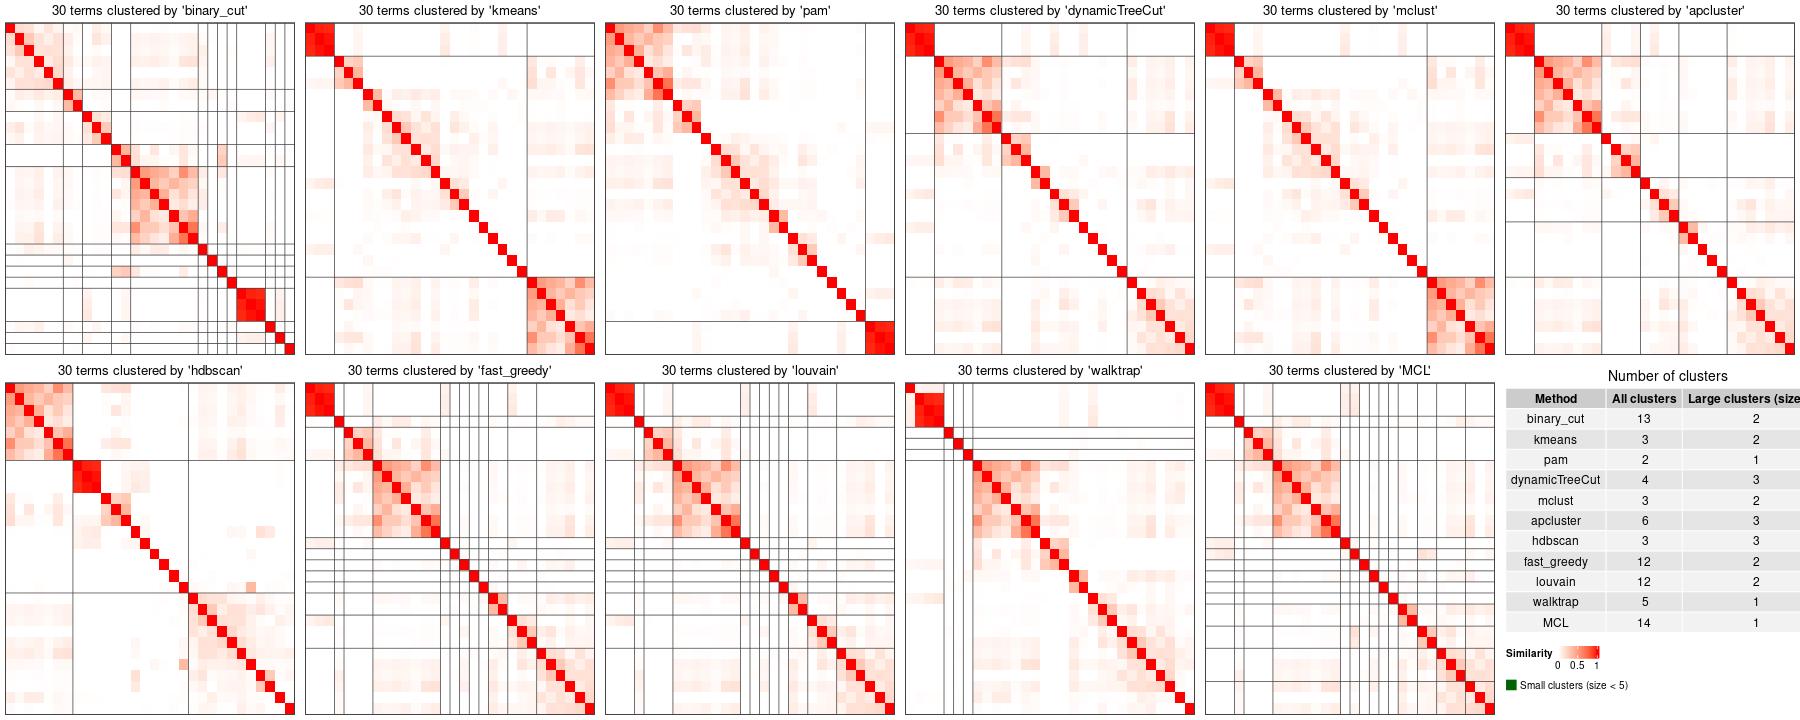 30 terms clustered by 'binary_cut'
30 terms clustered by 'kmeans'
30 terms clustered by 'pam'
30 terms clustered by 'dynamicTreeCut'
30 terms clustered by 'mclust'
30 terms clustered by 'apcluster'
30 terms clustered by 'hdbscan'
30 terms clustered by 'fast_greedy'
30 terms clustered by 'louvain'
30 terms clustered by 'walktrap'
30 terms clustered by 'MCL'
Number of clusters
Method All clusters Large clusters (size
binary_cut 13 2
kmeans 3 2
pam 2 1
dynamicTreeCut 4 3
mclust 3 2
apcluster 6 3
hdbscan 3 3
fast_greedy 12 2
louvain 12 2
walktrap 5 1
MCL 14 1
Similarity
0 0.5 1
Small clusters (size < 5)